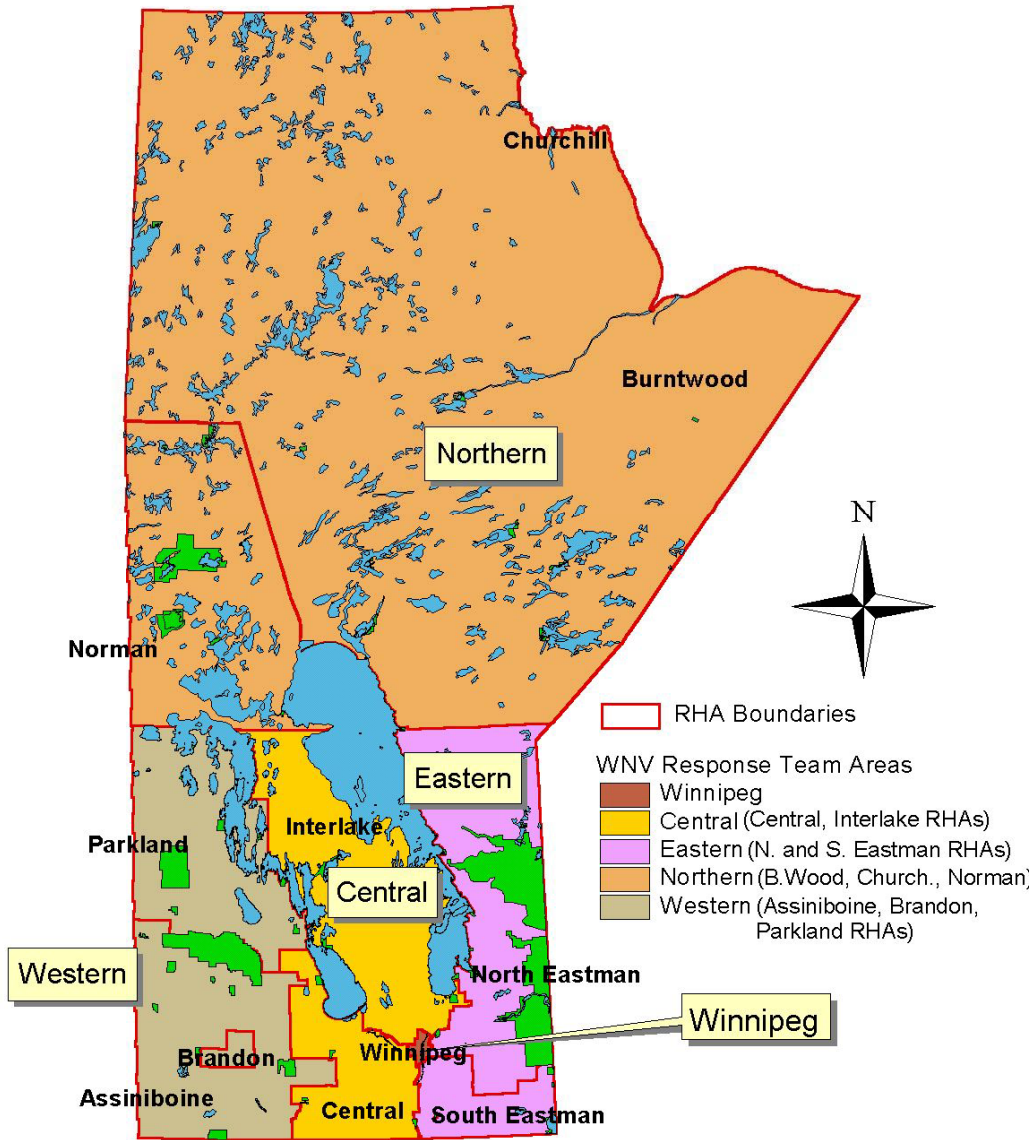 Churchill
Burntwood
Northern
N
Norman
RHA Boundaries
WNV Response Team Areas
Winnipeg
Central (Central, Interlake RHAs)
Eastern (N. and S. Eastman RHAs)
Northern (B.Wood, Church., Norman)
Western (Assiniboine, Brandon,
Parkland RHAs)
Eastern
Interlake
Parkland
Central
Western
North Eastman
Winnipeg
Winnipeg
Brandon
Assiniboine
Central
South Eastman